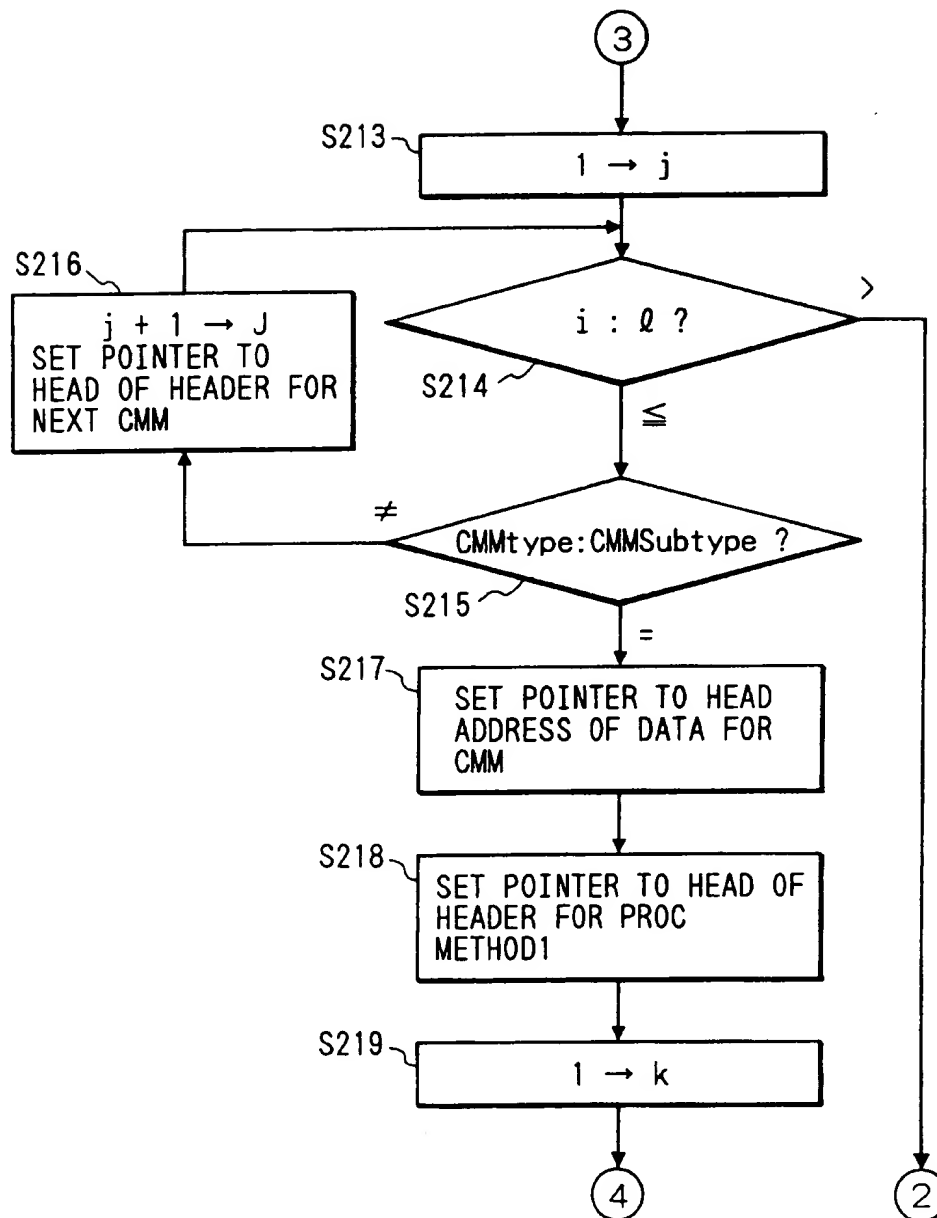 3
S213
1 → j
S216
j + 1 → J
SET POINTER TO
HEAD OF HEADER FOR
NEXT CMM
i : ℓ ?
>
S214
≦
≠
CMMtype:CMMSubtype ?
S215
=
S217
SET POINTER TO HEAD
ADDRESS OF DATA FOR
CMM
S218
SET POINTER TO HEAD OF
HEADER FOR PROC
METHOD1
S219
1 → k
4
2